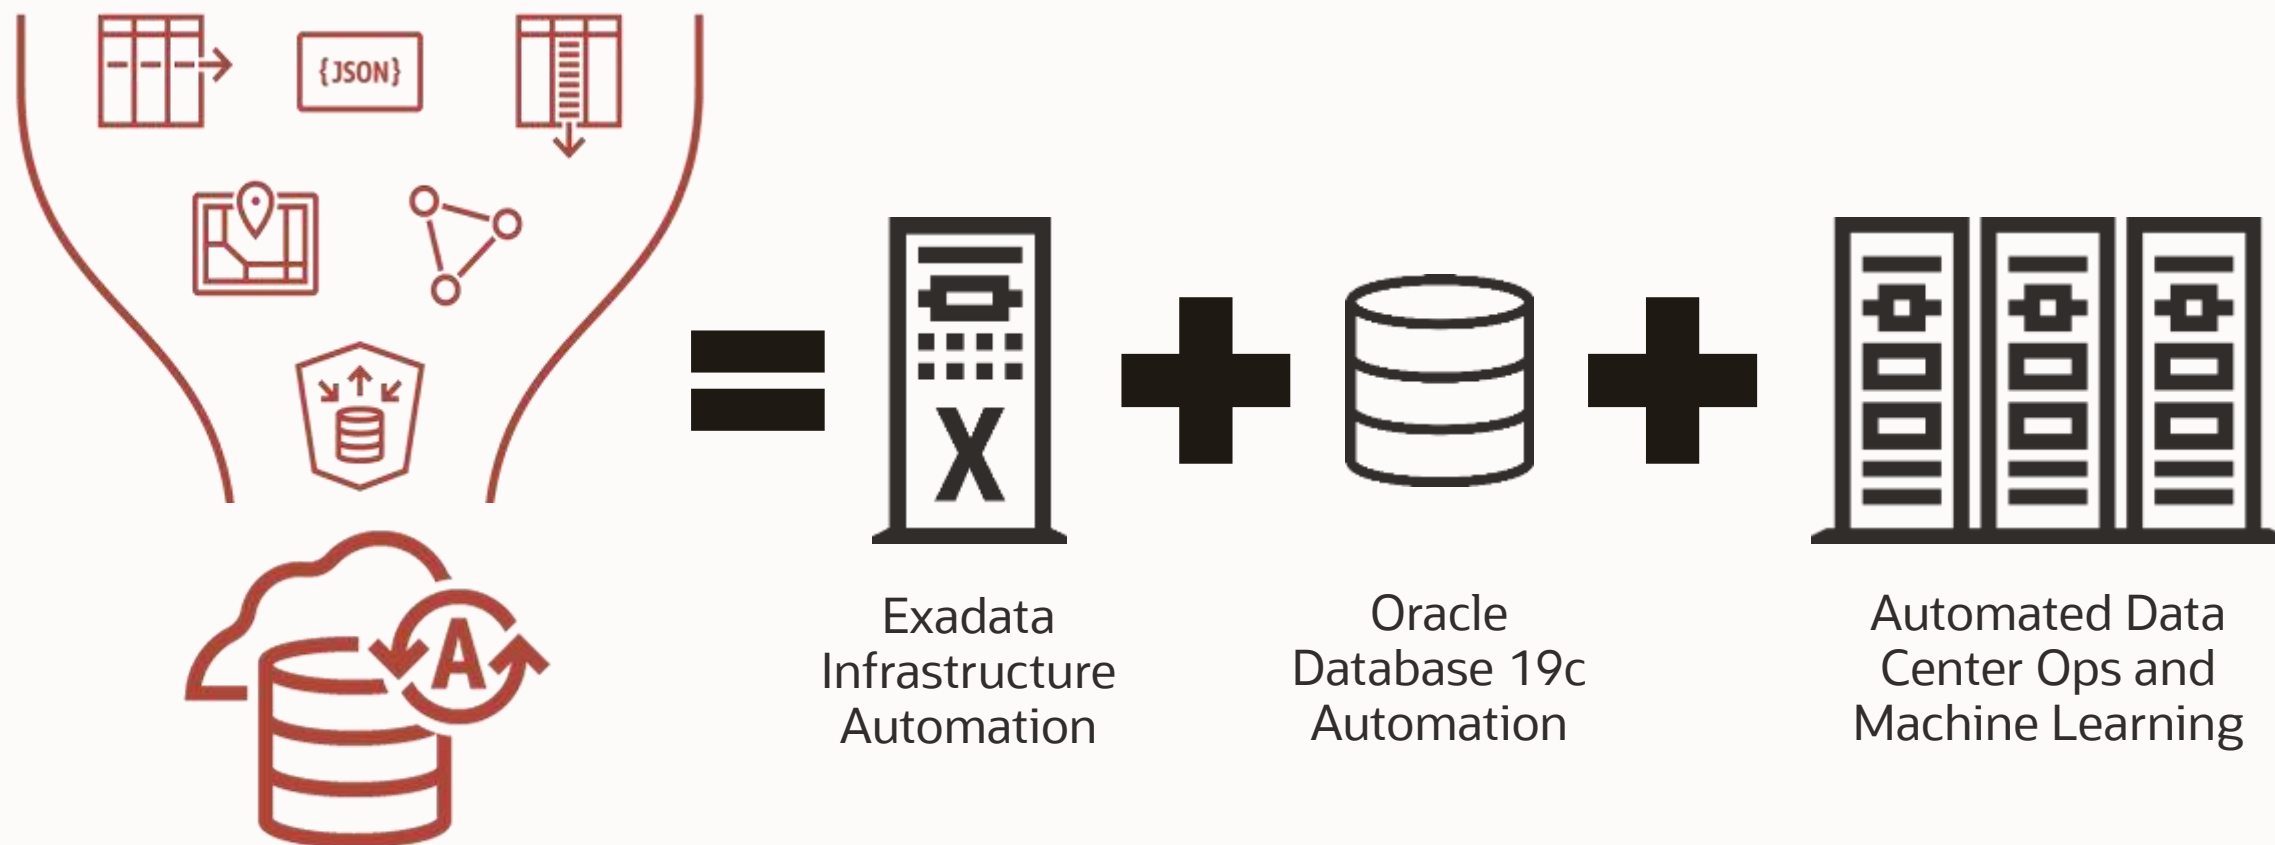 {JSON}
X
A
Exadata
Infrastructure
Automation
Oracle
Database 19c
Automation
Automated Data
Center Ops and
Machine Learning